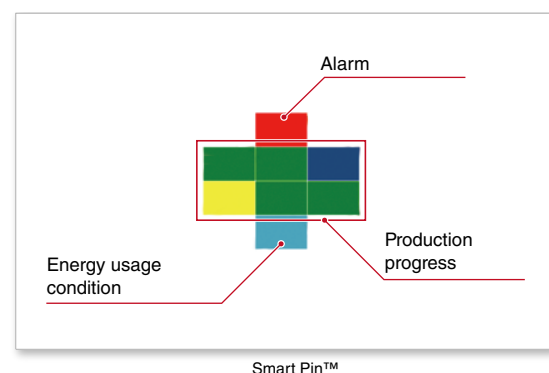 Alarm
Production
progress
Energy usage
condition
Smart Pin™